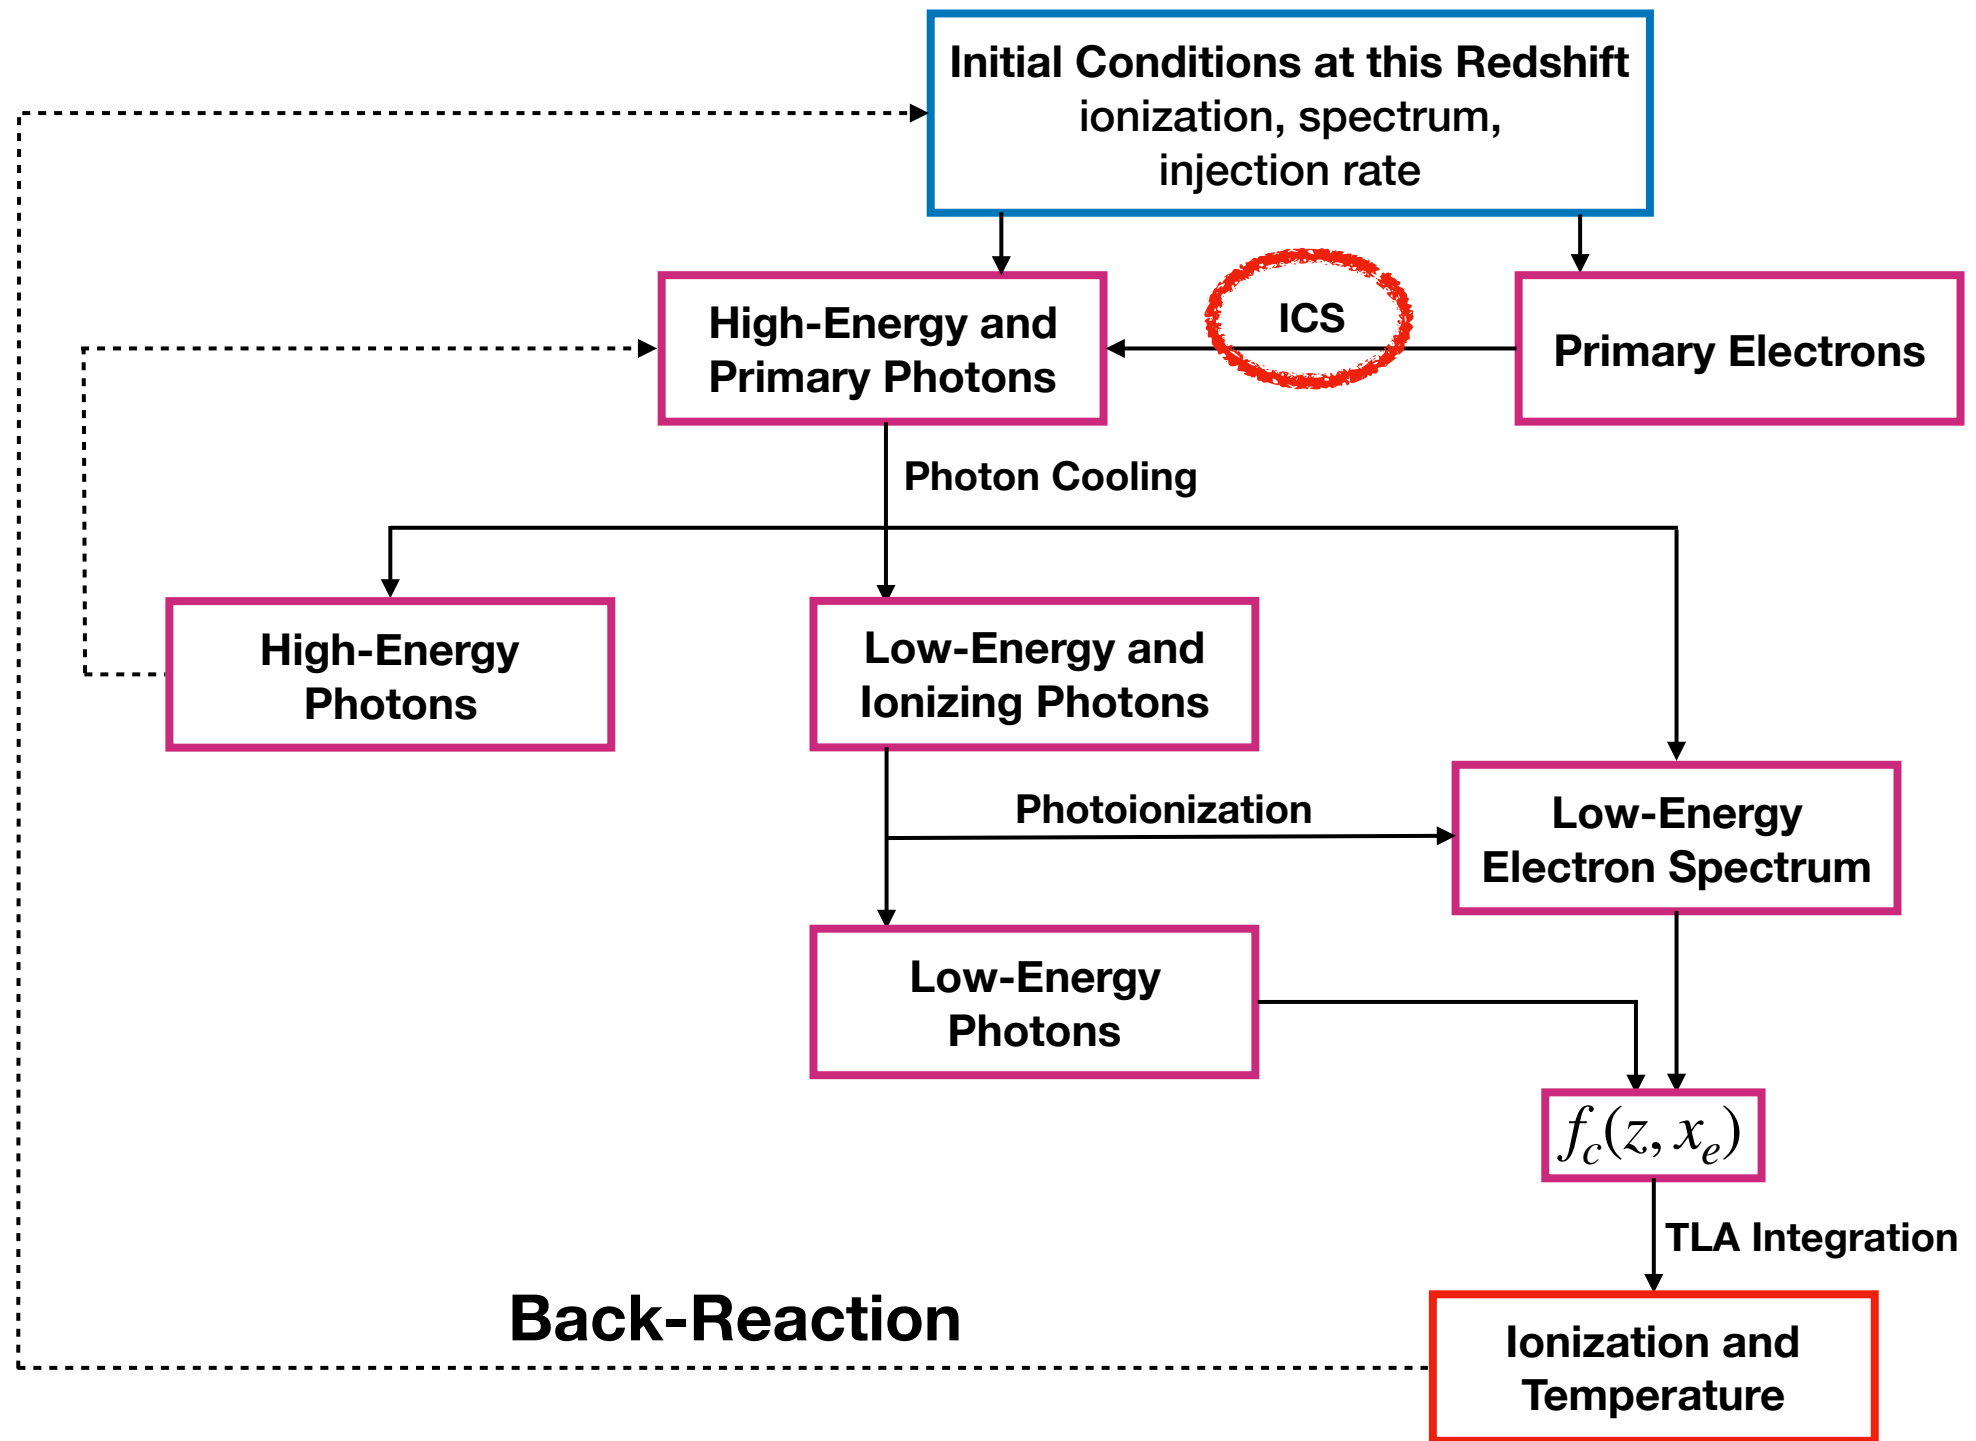 Initial Conditions at this Redshift
ionization, spectrum,
injection rate
High-Energy and
Primary Photons
ICS
Primary Electrons
Photon Cooling
High-Energy
Photons
Low-Energy and
Ionizing Photons
Photoionization
Low-Energy
Electron Spectrum
Low-Energy
Photons
f_c(z, x_e)
TLA Integration
Back-Reaction
Ionization and
Temperature